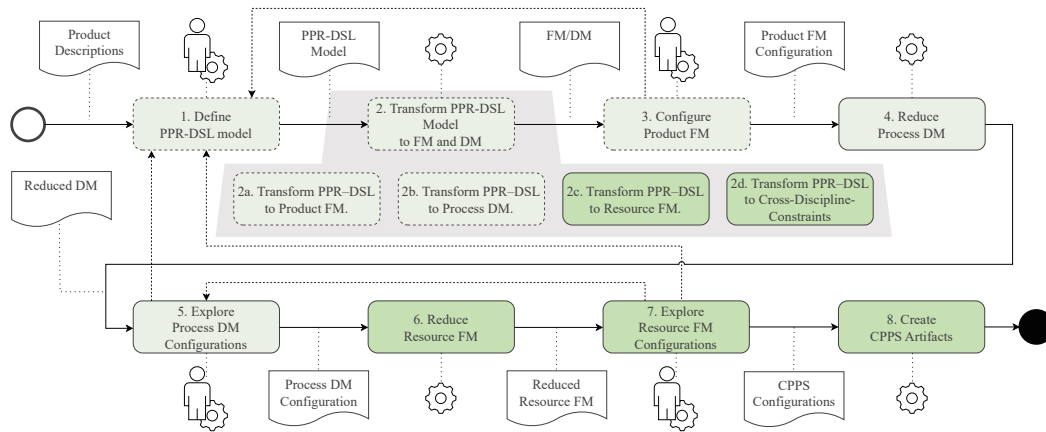 Product
Descriptions
PPR-DSL
Model
FM/DM
Product FM
Configuration
1. Define
PPR-DSL model
2. Transform PPR-DSL
Model
to FM and DM
3. Configure
Product FM
4. Reduce
Process DM
Reduced DM
2a. Transform PPR–DSL
to Product FM.
2b. Transform PPR–DSL
to Process DM.
2c. Transform PPR–DSL
to Resource FM.
2d. Transform PPR–DSL
to Cross-Discipline-
Constraints
5. Explore
Process DM
Configurations
6. Reduce
Resource FM
7. Explore
Resource FM
Configurations
8. Create
CPPS Artifacts
Process DM
Configuration
Reduced
Resource FM
CPPS
Configurations